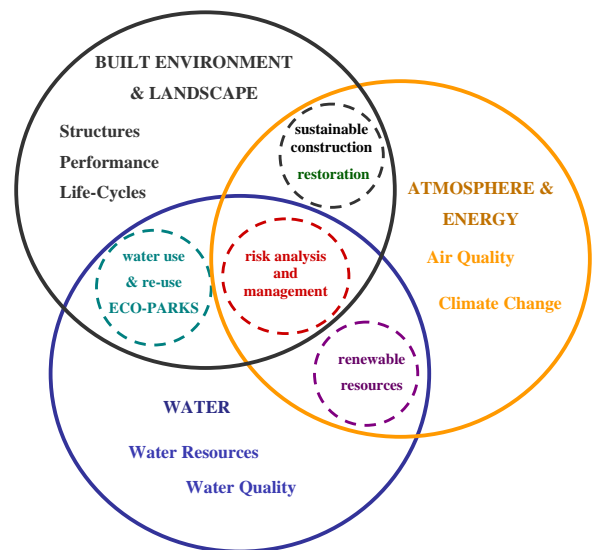 BUILT ENVIRONMENT
& LANDSCAPE
Structures
Performance
Life-Cycles
sustainable
construction
restoration
ATMOSPHERE &
ENERGY
Air Quality
Climate Change
water use
& re-use
ECO-PARKS
risk analysis
and
management
renewable
resources
WATER
Water Resources
Water Quality